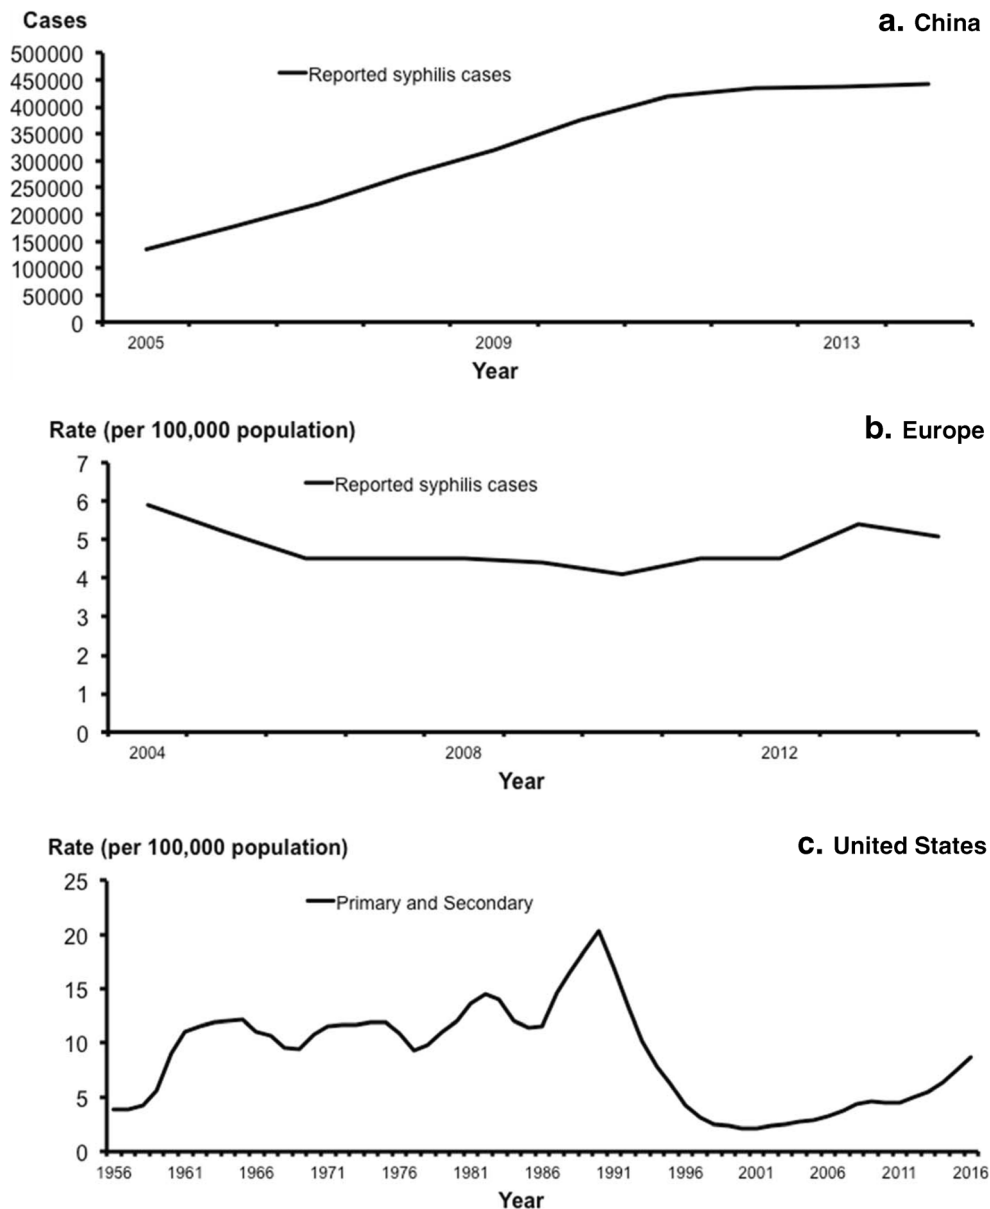 Cases
a. China
500000
450000
400000
350000
300000
250000
200000
150000
100000
50000
0
Reported syphilis cases
2005 2009 2013
Year
Rate (per 100,000 population)
b. Europe
7
6
5
4
3
2
1
0
Reported syphilis cases
2004 2008 2012
Year
Rate (per 100,000 population)
c. United States
25
20
15
10
5
0
Primary and Secondary
1956 1961 1966 1971 1976 1981 1986 1991 1996 2001 2006 2011 2016
Year